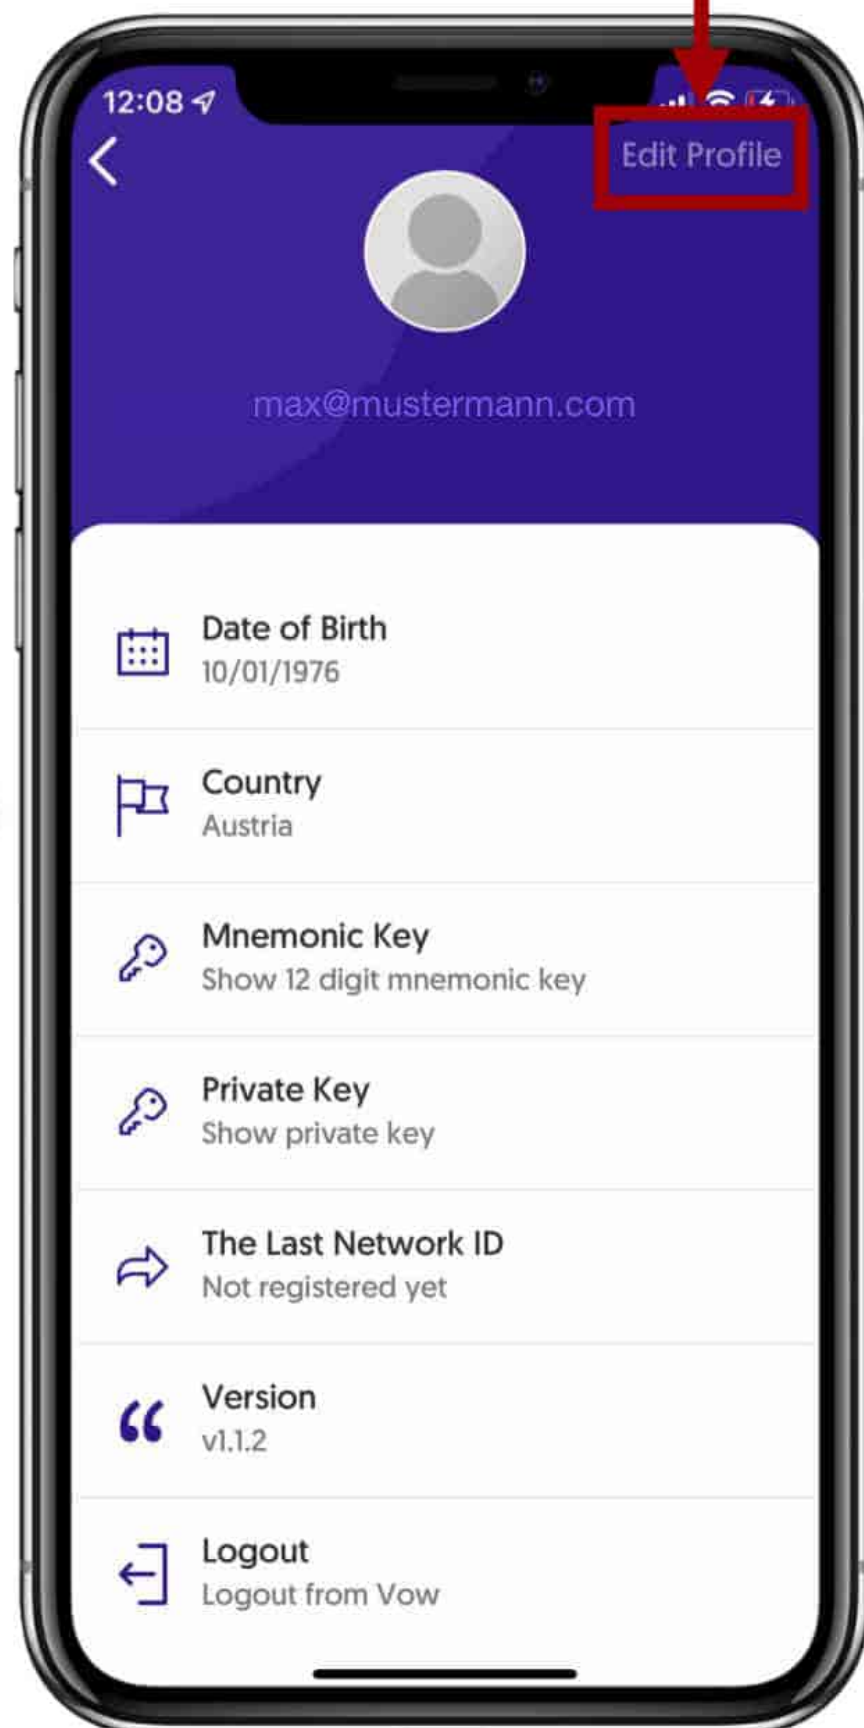 12:08
Edit Profile
max@mustermann.com
Date of Birth
10/01/1976
Country
Austria
Mnemonic Key
Show 12 digit mnemonic key
Private Key
Show private key
The Last Network ID
Not registered yet
Version
v1.1.2
Logout
Logout from Vow